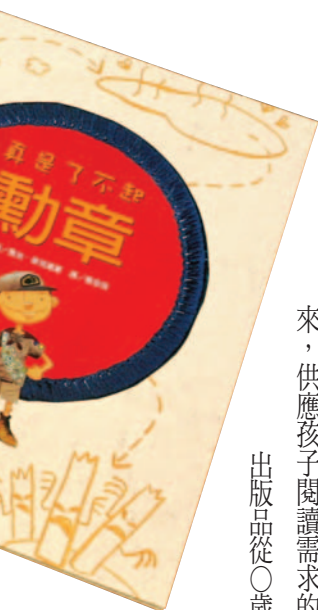 真是了不起
勳章
來，供應孩子閱讀需求的
出版品從○歲